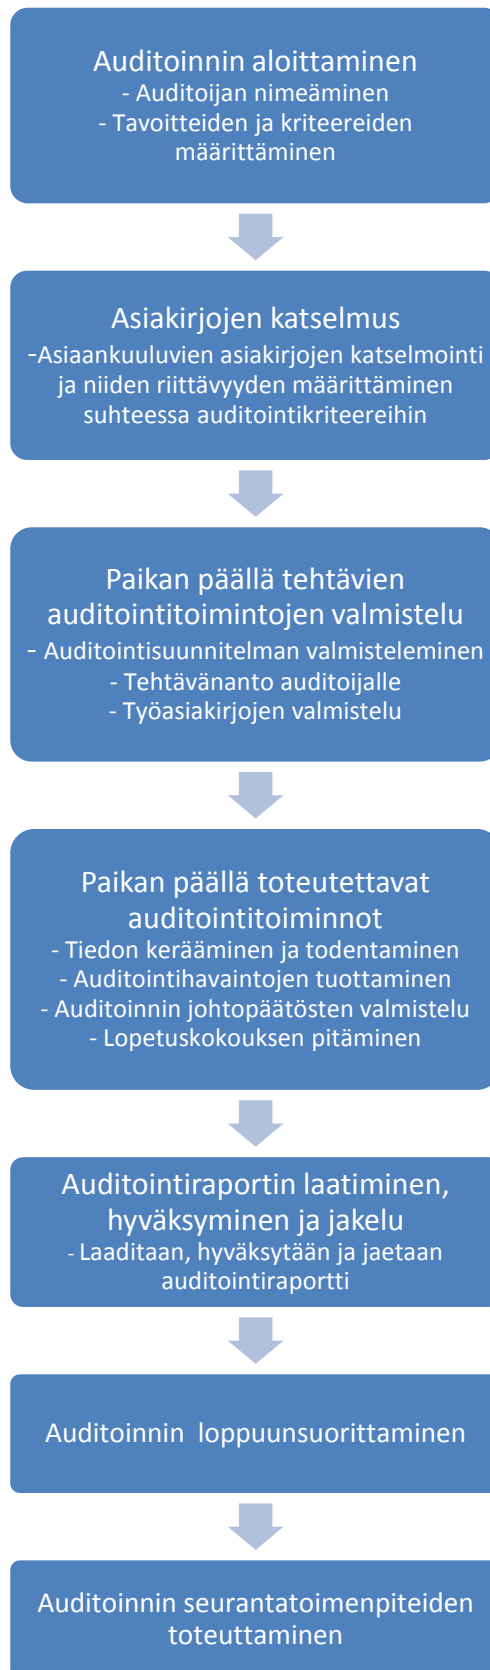 Auditoinnin aloittaminen
- Auditoijan nimeäminen
- Tavoitteiden ja kriteereiden
määrittäminen
Asiakirjojen katselmus
-Asiaankuuluvien asiakirjojen katselmointi
ja niiden riittävyyden määrittäminen
suhteessa auditointikriteereihin
Paikan päällä tehtävien
auditointitoimintojen valmistelu
- Auditointisuunnitelman valmisteleminen
- Tehtävänanto auditoijalle
- Työasiakirjojen valmistelu
Paikan päällä toteutettavat
auditointitoiminnot
- Tiedon kerääminen ja todentaminen
- Auditointihavaintojen tuottaminen
- Auditoinnin johtopäätösten valmistelu
- Lopetuskokouksen pitäminen
Auditointiraportin laatiminen,
hyväksyminen ja jakelu
- Laaditaan, hyväksytään ja jaetaan
auditointiraportti
Auditoinnin loppuunsuorittaminen
Auditoinnin seurantatoimenpiteiden
toteuttaminen